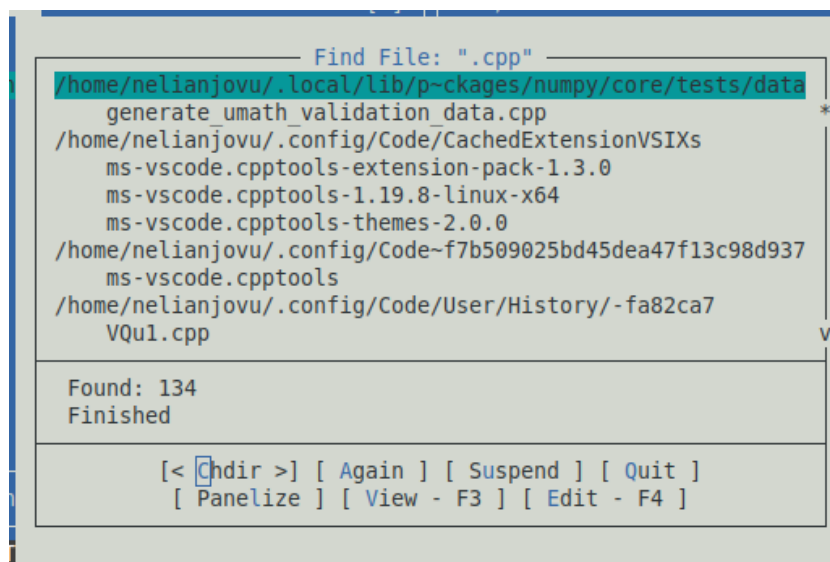 Find File: ".cpp"
/home/nelianjovu/.local/lib/p~ckages/numpy/core/tests/data
generate_umath_validation_data.cpp
/home/nelianjovu/.config/Code/CachedExtensionVSIXs
ms-vscode.cpptools-extension-pack-1.3.0
ms-vscode.cpptools-1.19.8-linux-x64
ms-vscode.cpptools-themes-2.0.0
/home/nelianjovu/.config/Code~f7b509025bd45dea47f13c98d937
ms-vscode.cpptools
/home/nelianjovu/.config/Code/User/History/-fa82ca7
VQu1.cpp
Found: 134
Finished
[< Chdir >] [ Again ] [ Suspend ] [ Quit ]
[ Panelize ] [ View - F3 ] [ Edit - F4 ]